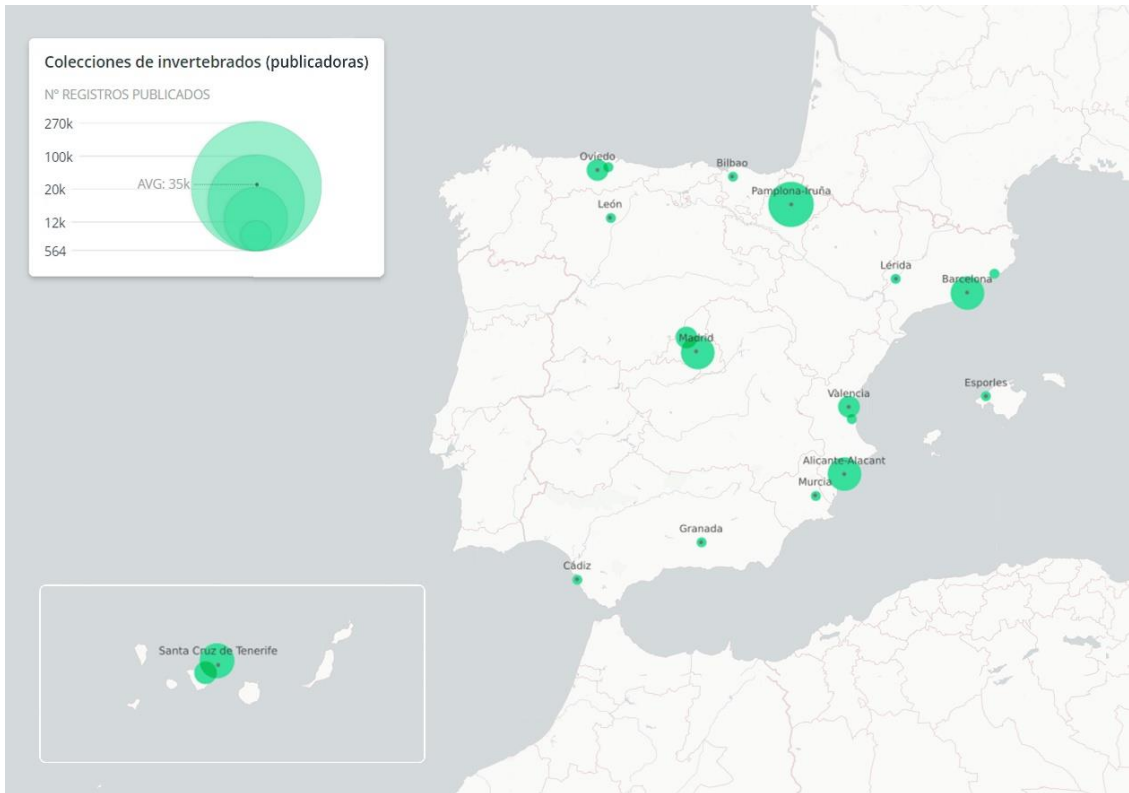 Colecciones de invertebrados (publicadoras)
Nº REGISTROS PUBLICADOS
270k
100k
AVG: 35k
20k
12k
564
Oviedo
Bilbao
Pamplona-Iruña
León
Lérida
Barcelona
Madrid
Esporles
València
Alicante-Alacant
Murcia
Granada
Cádiz
Santa Cruz de Tenerife